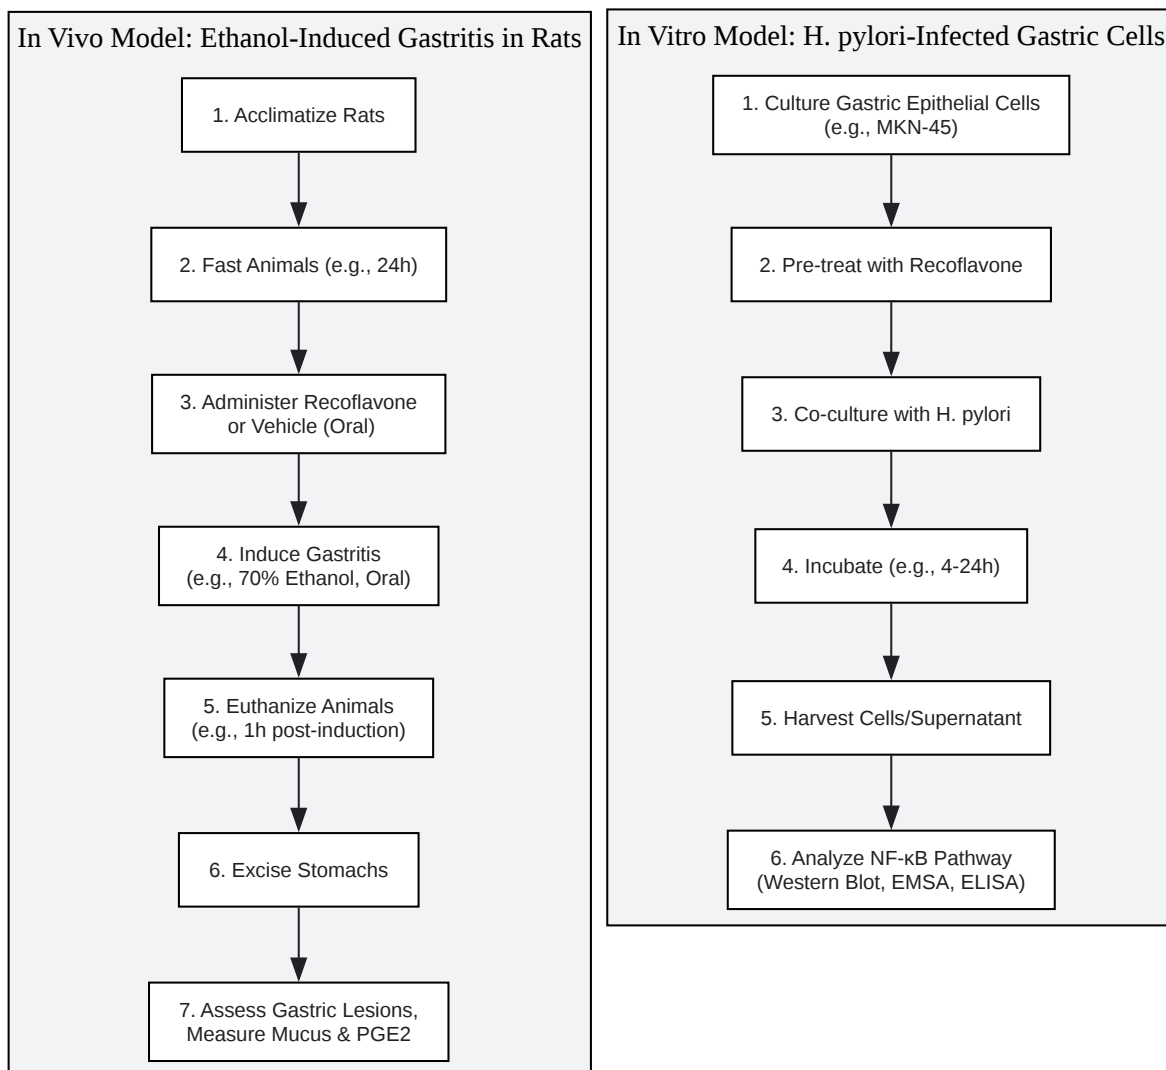 In Vivo Model: Ethanol-Induced Gastritis in Rats
1. Acclimatize Rats
2. Fast Animals (e.g., 24h)
3. Administer Recoflavone
or Vehicle (Oral)
4. Induce Gastritis
(e.g., 70% Ethanol, Oral)
5. Euthanize Animals
(e.g., 1h post-induction)
6. Excise Stomachs
7. Assess Gastric Lesions,
Measure Mucus & PGE2
In Vitro Model: H. pylori-Infected Gastric Cells
1. Culture Gastric Epithelial Cells
(e.g., MKN-45)
2. Pre-treat with Recoflavone
3. Co-culture with H. pylori
4. Incubate (e.g., 4-24h)
5. Harvest Cells/Supernatant
6. Analyze NF-κB Pathway
(Western Blot, EMSA, ELISA)